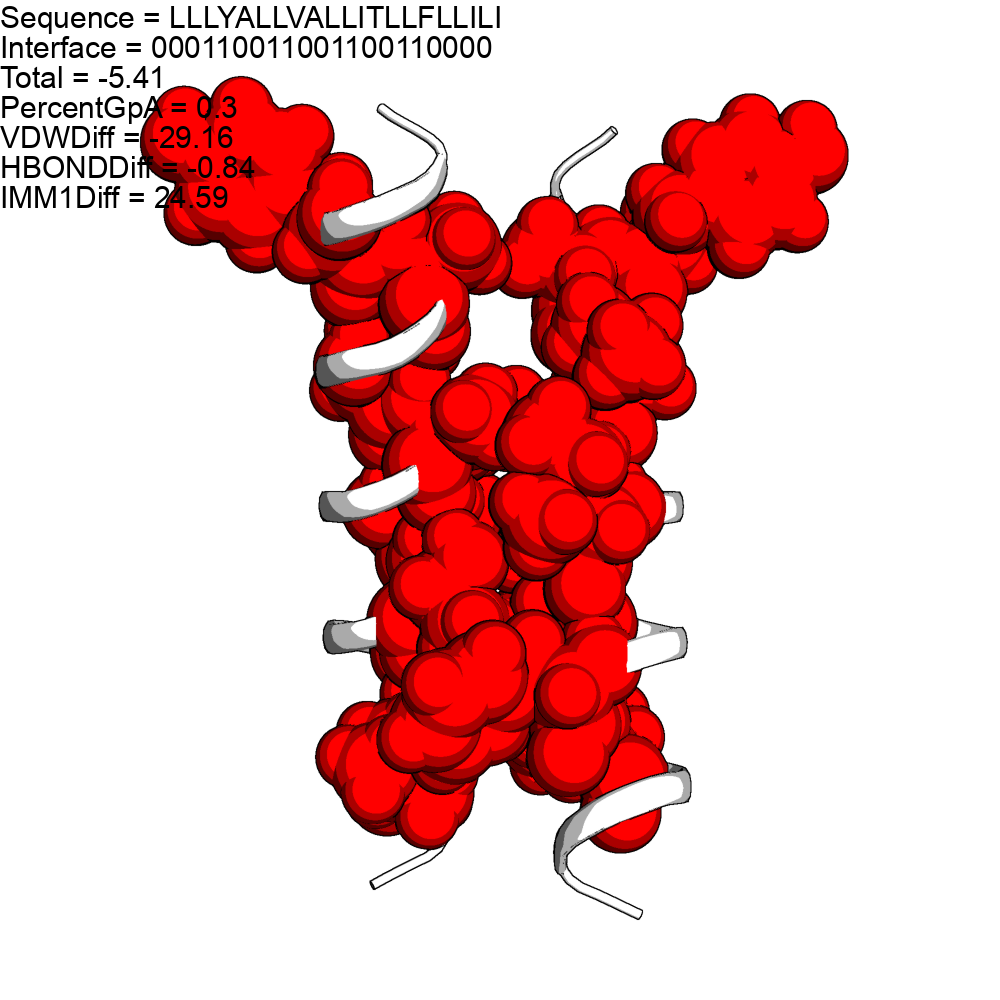 Sequence = LLLYALLVALLITLLFLLILI
Interface = 000110011001100110000
Total = -5.41
PercentGpA = 0.3
VDWDiff = -29.16
HBONDDiff = -0.84
IMM1Diff = 24.59